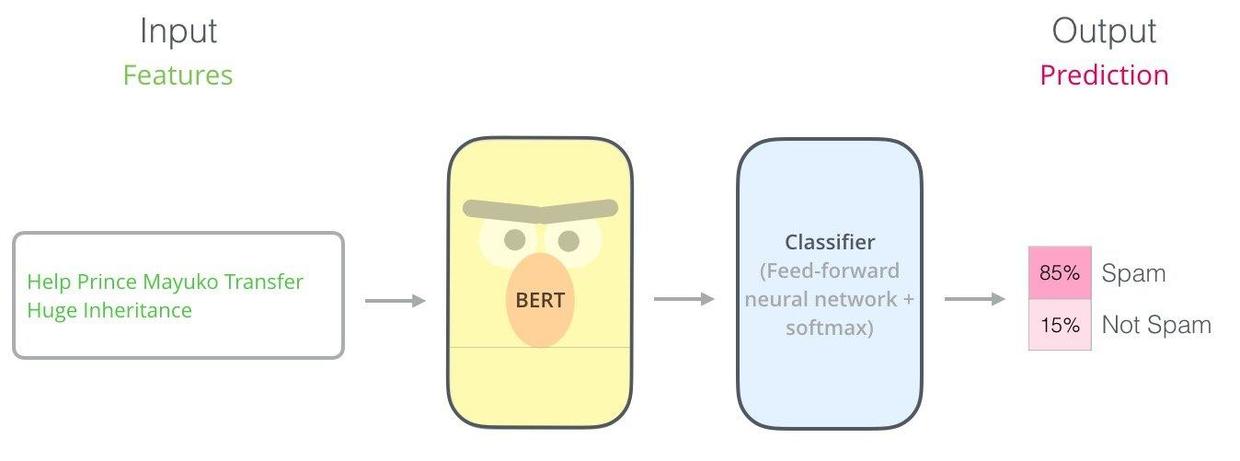 Input
Features
Output
Prediction
Help Prince Mayuko Transfer
Huge Inheritance
BERT
Classifier
(Feed-forward
neural network +
softmax)
85% Spam
15% Not Spam